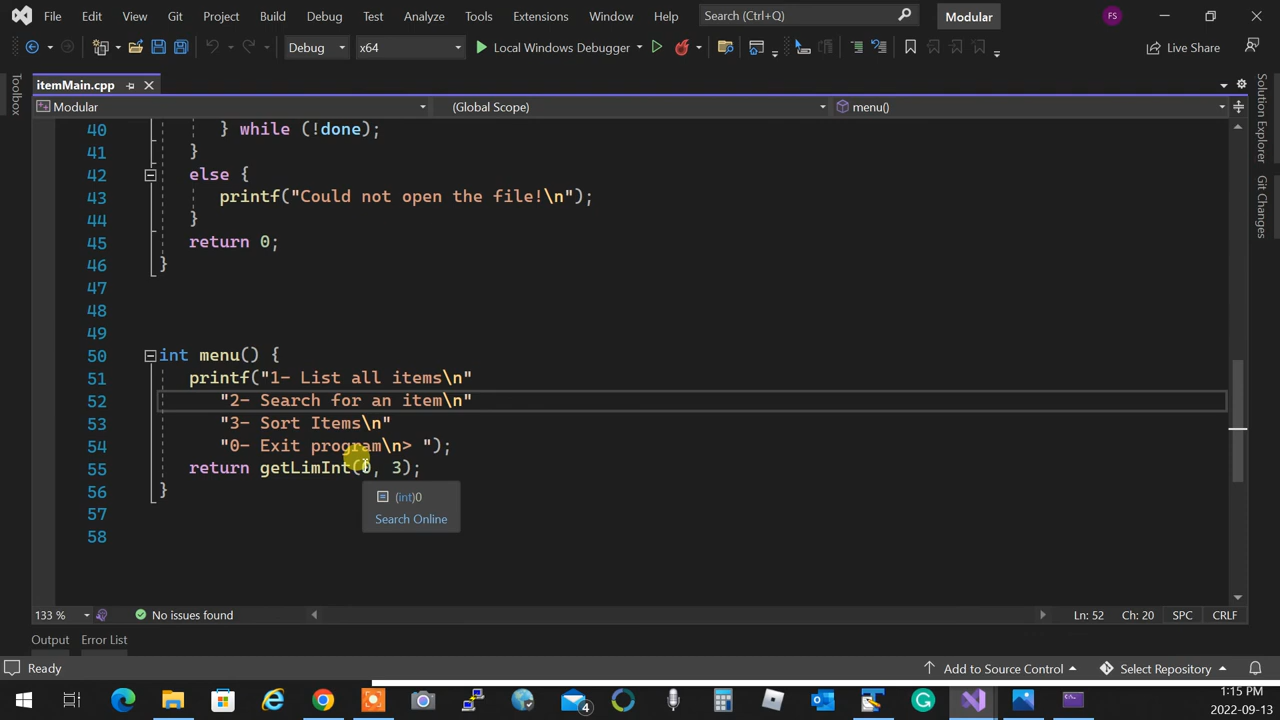 File Edit View Git Project Build Debug Test Analyze Tools Extensions Window Help Search (Ctrl+Q) Modular FS
Debug x64 Local Windows Debugger Live Share
itemMain.cpp
Modular (Global Scope) menu()
40 } while (!done);
41 }
42 else {
43 printf("Could not open the file!\n");
44 }
45 return 0;
46 }
47
48
49
50 int menu() {
51 printf("1- List all items\n"
52 "2- Search for an item\n"
53 "3- Sort Items\n"
54 "0- Exit program\n> ");
55 return getLimInt(0, 3);
56 }
(int)0
57
Search Online
58
Toolbox
Solution Explorer
Git Changes
133 % No issues found Ln: 52 Ch: 20 SPC CRLF
Output Error List
Ready Add to Source Control Select Repository
4
1:15 PM
2022-09-13